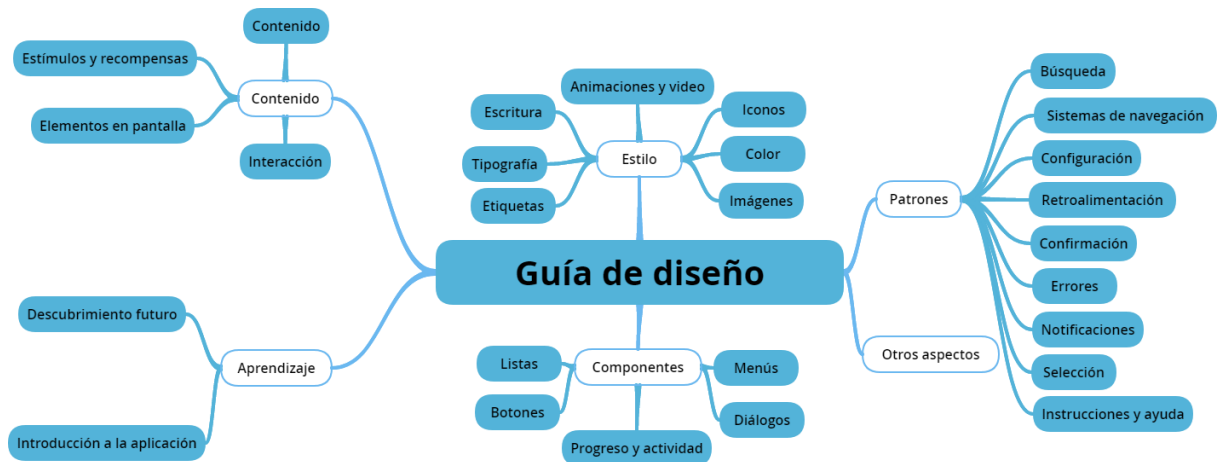 Contenido
Estímulos y recompensas
Contenido
Elementos en pantalla
Interacción
Animaciones y video
Escritura
Iconos
Tipografía
Estilo
Color
Etiquetas
Imágenes
Búsqueda
Sistemas de navegación
Configuración
Patrones
Retroalimentación
Confirmación
Errores
Notificaciones
Selección
Instrucciones y ayuda
Otros aspectos
Guía de diseño
Descubrimiento futuro
Aprendizaje
Introducción a la aplicación
Listas
Componentes
Menús
Botones
Diálogos
Progreso y actividad